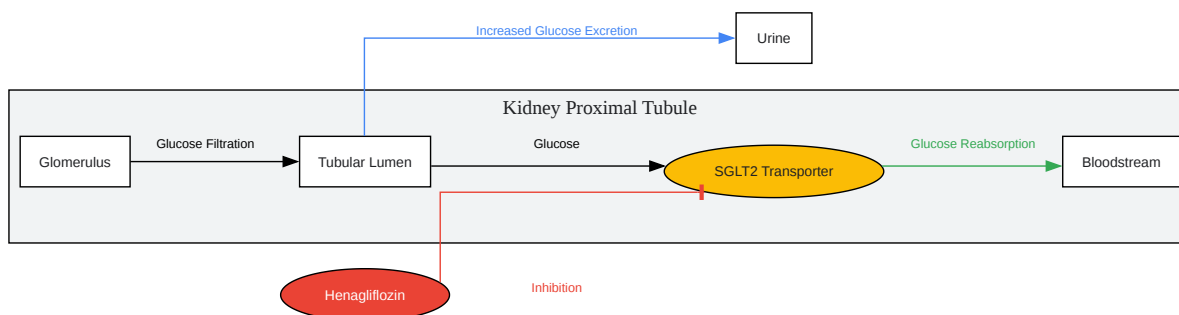 Increased Glucose Excretion
Urine
Kidney Proximal Tubule
Glomerulus
Glucose Filtration
Tubular Lumen
Glucose
SGLT2 Transporter
Glucose Reabsorption
Bloodstream
Henagliflozin
Inhibition